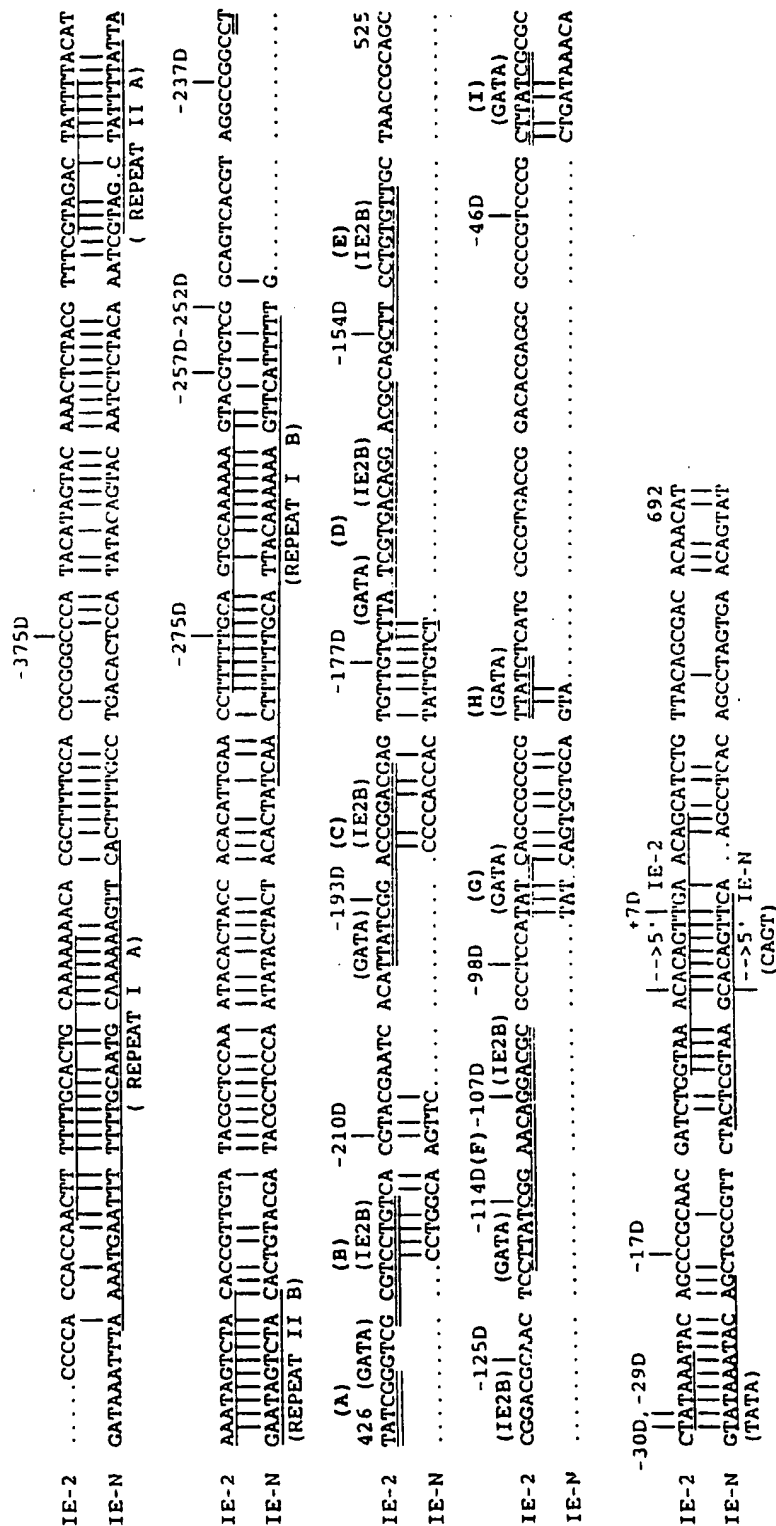 -375D
IE-2 .....CCCCA CCACCAACTT TTTTGCACTG CAAAAAAACA CGCTTTTGCA CGCGGGCCCA TACATAGTAC AAACTCTACG TTTCGTAGAC TATTTTACAT
IE-N GATAAATTTA AAATGAATTT TTTTGCAATG CAAAAAAGTT CACTTTTGCC TGACACTCCA TATACAGTAC AATCTCTACA AATCGTAG.C TATTTTATTA
( REPEAT I A) ( REPEAT II A)
-275D -257D-252D -237D
IE-2 AAATAGTCTA CACCGTTGTA TACGCTCCAA ATACACTACC ACACATTGAA CCTTTTTGCA GTGCAAAAAA GTACGTGTCG GCAGTCACGT AGGCCGGCCT
IE-N GAATAGTCTA CACTGTACGA TACGCTCCCA ATATACTACT ACACTATCAA CTTTTTTGCA TTACAAAAAA GTTCATTTTT G...................
(REPEAT II B) (REPEAT I B)
(A) (B) -210D -193D (C) -177D (D) -154D (E)
426 (GATA) (IE2B) (GATA) (IE2B) (GATA) (IE2B) (IE2B) 525
IE-2 TATCGGGTCG CGTCCTGTCA CGTACGAATC ACATTATCGG ACCGGACGAG TGTTGTCTTA TCGTGACAGG ACGCCAGCTT CCTGTGTTGC TAACCGCAGC
IE-N .............CCTGGCA AGTTC.................CCCCACCAC TATTGTCT................................
-125D -114D(F)-107D -98D (G) (H) -46D (I)
(IE2B) (GATA) (IE2B) (GATA) (GATA) (GATA)
IE-2 CGGACGCAAC TCCTTATCGG AACAGGACGC GCCTCCATAT CAGCCGCGCG TTATCTCATG CGCGTGACCG GACACGAGGC GCCCGTCCCG CTTATCGCGC
IE-N .....................................TAT CAGTCGTGCA GTA..................................... CTGATAAACA
-30D, -29D -17D +7D
|-->5' IE-2
692
IE-2 CTATAAATAC AGCCCGCAAC GATCTGGTAA ACACAGTTGA ACAGCATCTG TTACAGCGAC ACAACAT
IE-N GTATAAATAC AGCTGCCGTT CTACTCGTAA GCACAGTTCA ..AGCCTCAC AGCCTAGTGA ACAGTAT
(TATA) |-->5' IE-N
(CAGT)